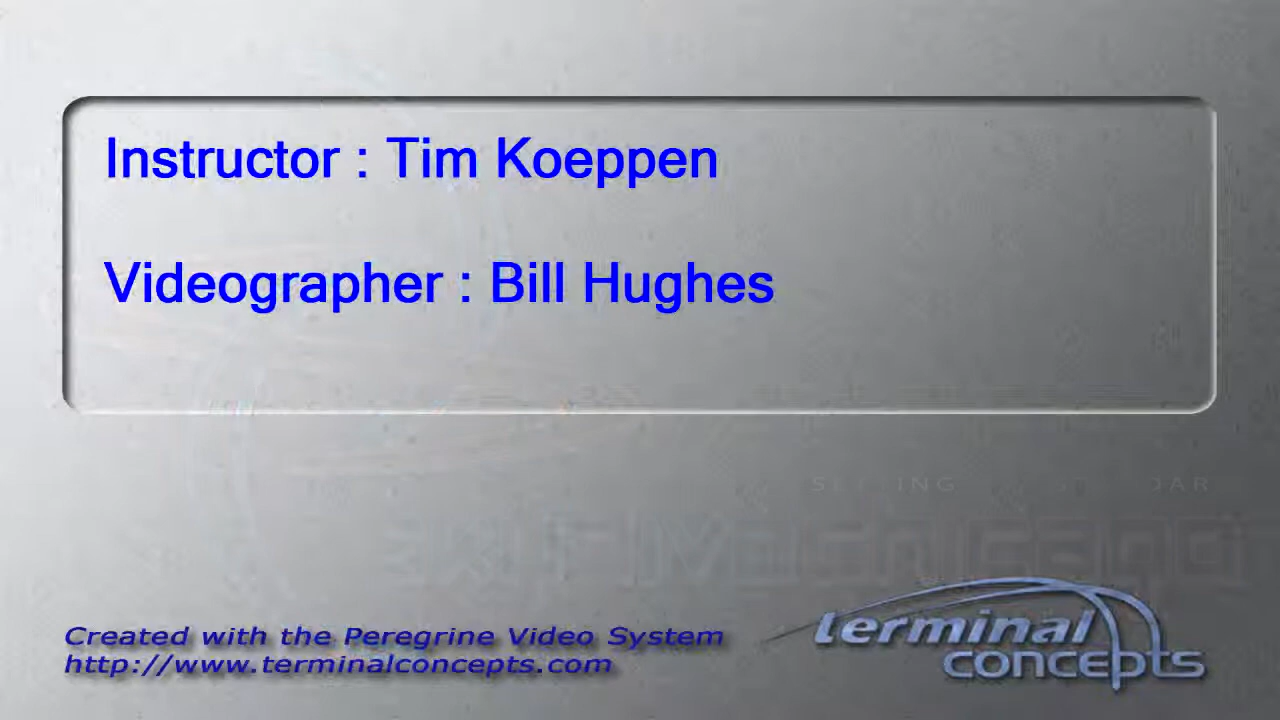 Instructor : Tim Koeppen
Videographer : Bill Hughes
Created with the Peregrine Video System
http://www.terminalconcepts.com
terminal
concepts